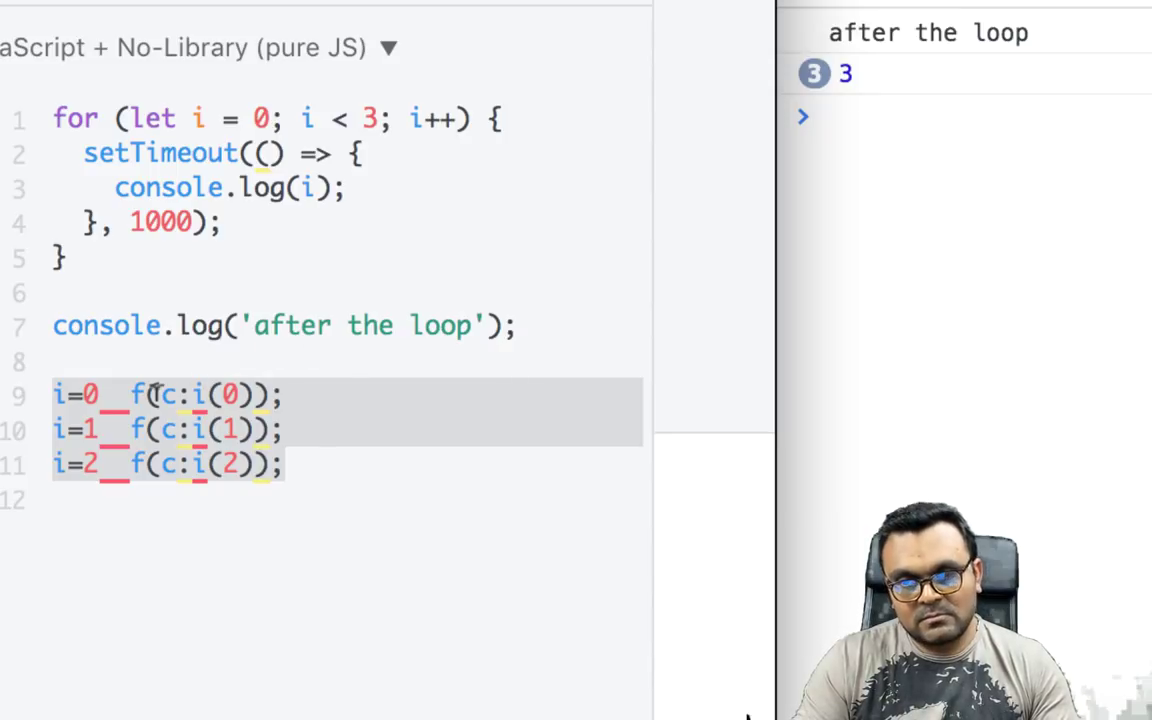 aScript + No-Library (pure JS) ▼
1 for (let i = 0; i < 3; i++) {
2 setTimeout(() => {
3 console.log(i);
4 }, 1000);
5 }
6
7 console.log('after the loop');
8
9 i=0 f(c:i(0));
10 i=1 f(c:i(1));
11 i=2 f(c:i(2));
12
after the loop
3 3
>